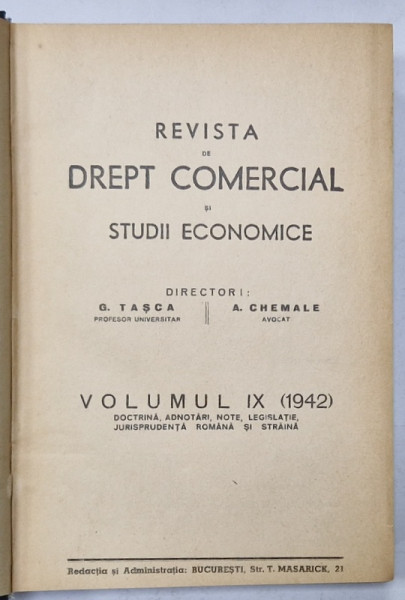 REVISTA
DE
DREPT COMERCIAL
ȘI
STUDII ECONOMICE
DIRECTORI:
G. TAȘCA
PROFESOR UNIVERSITAR
A. CHEMALE
AVOCAT
VOLUMUL IX (1942)
DOCTRINĂ, ADNOTĂRI, NOTE, LEGISLAȚIE,
JURISPRUDENȚĂ ROMÂNĂ ȘI STRĂINĂ
Redacția și Administrația: BUCUREȘTI, Str. T. MASARICK, 21